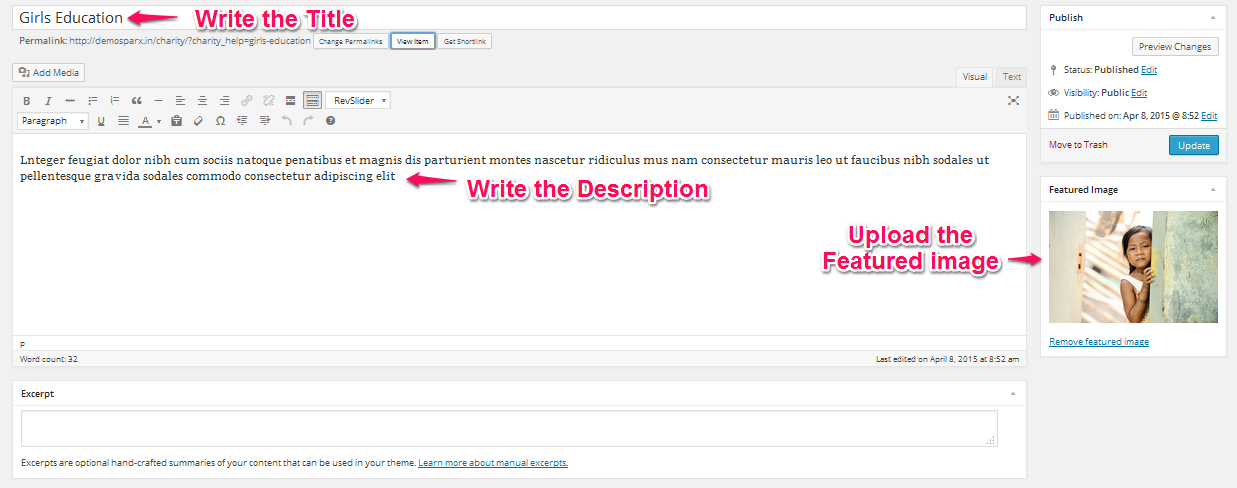 Girls Education
Write the Title
Permalink: http://demosparx.in/charity/?charity_help=girls-education Change Permalinks View Item Get Shortlink
Add Media
Visual Text
B I ABC RevSlider
Paragraph U A Ω
Lnteger feugiat dolor nibh cum sociis natoque penatibus et magnis dis parturient montes nascetur ridiculus mus nam consectetur mauris leo ut faucibus nibh sodales ut
pellentesque gravida sodales commodo consectetur adipiscing elit
Write the Description
P
Word count: 32 Last edited on April 8, 2015 at 8:52 am
Excerpt
Excerpts are optional hand-crafted summaries of your content that can be used in your theme. Learn more about manual excerpts.
Publish
Preview Changes
Status: Published Edit
Visibility: Public Edit
Published on: Apr 8, 2015 @ 8:52 Edit
Move to Trash Update
Featured Image
Upload the
Featured image
Remove featured image